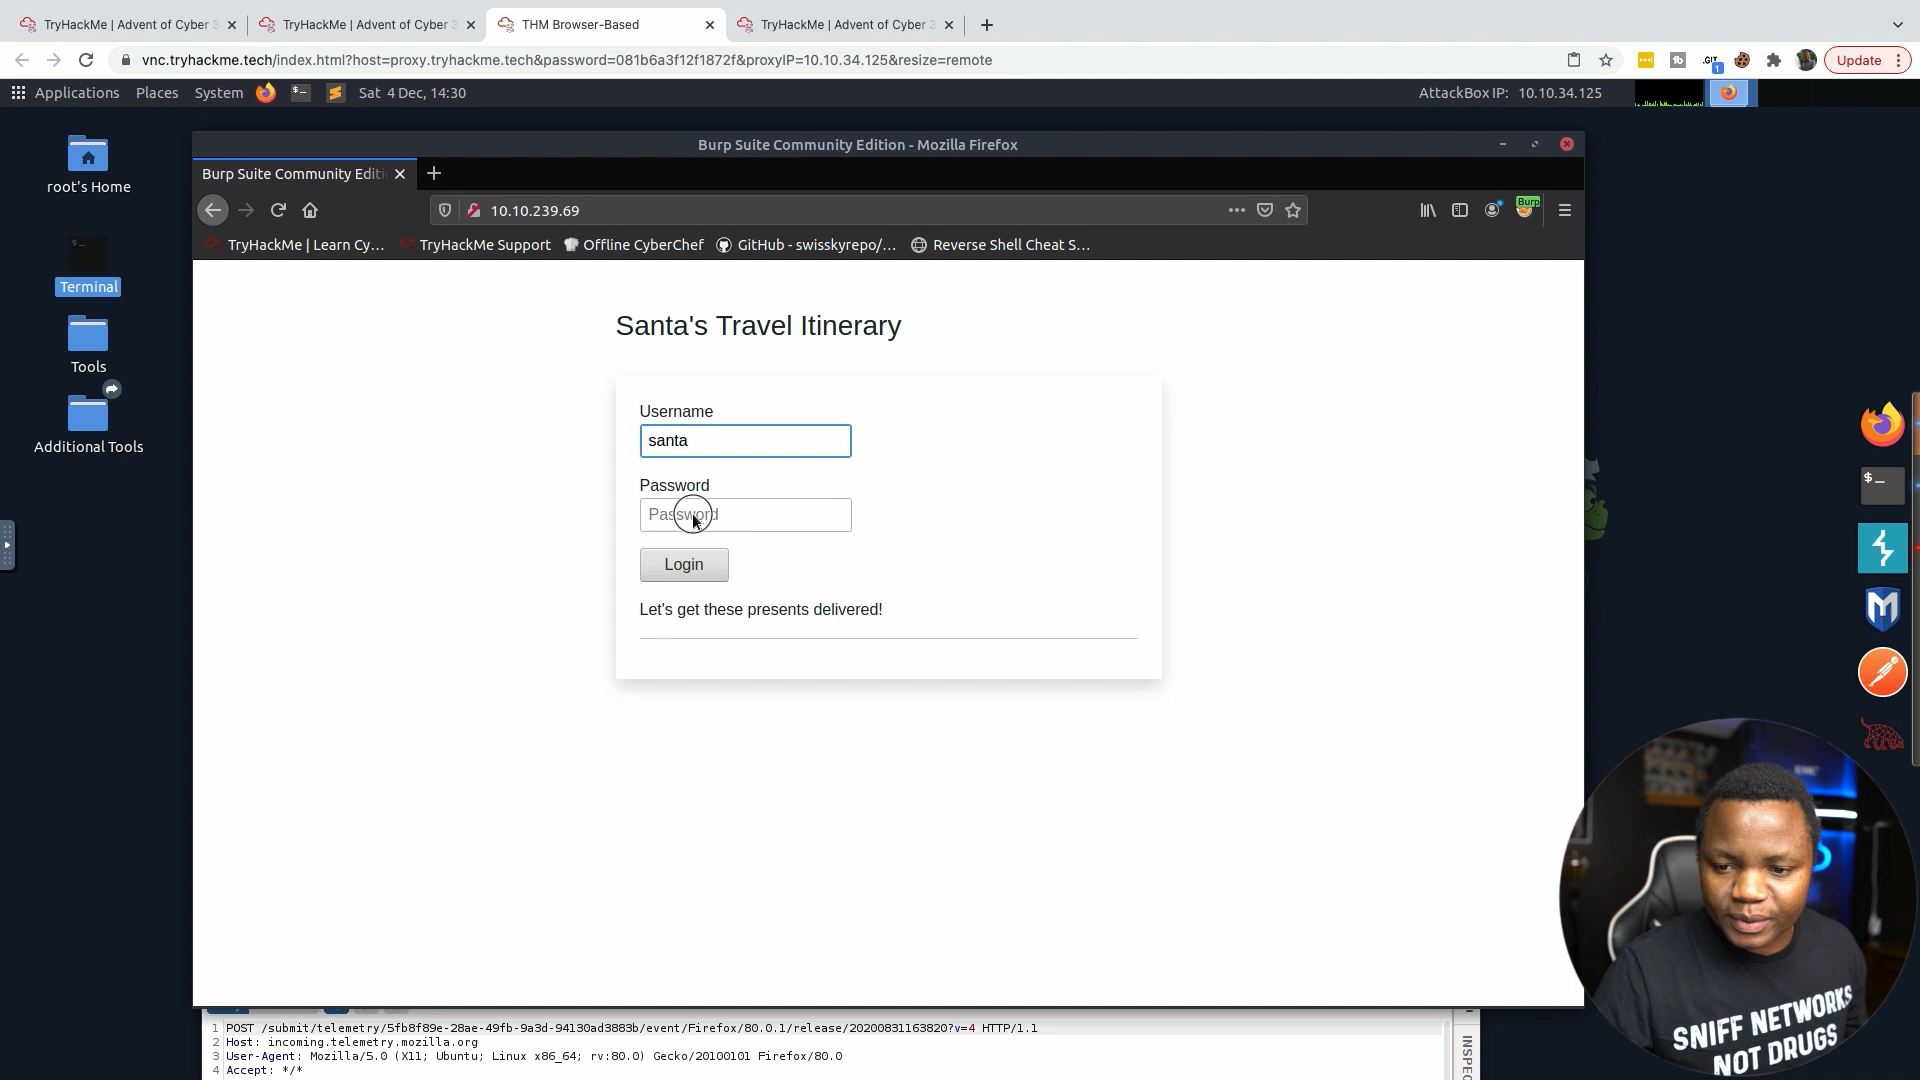 TryHackMe | Advent of Cyber 3
TryHackMe | Advent of Cyber 3
THM Browser-Based
TryHackMe | Advent of Cyber 3
vnc.tryhackme.tech/index.html?host=proxy.tryhackme.tech&password=081b6a3f12f1872f&proxyIP=10.10.34.125&resize=remote
.GIT
1
Update
Applications Places System
Sat 4 Dec, 14:30
AttackBox IP: 10.10.34.125
root's Home
Terminal
Tools
Additional Tools
Burp Suite Community Edition - Mozilla Firefox
Burp Suite Community Editi
10.10.239.69
Burp
TryHackMe | Learn Cy...
TryHackMe Support
Offline CyberChef
GitHub - swisskyrepo/...
Reverse Shell Cheat S...
Santa's Travel Itinerary
Username
santa
Password
Password
Login
Let's get these presents delivered!
1 POST /submit/telemetry/5fb8f89e-28ae-49fb-9a3d-94130ad3883b/event/Firefox/80.0.1/release/20200831163820?v=4 HTTP/1.1
2 Host: incoming.telemetry.mozilla.org
3 User-Agent: Mozilla/5.0 (X11; Ubuntu; Linux x86_64; rv:80.0) Gecko/20100101 Firefox/80.0
4 Accept: */*
INSPEC
SNIFF NETWORKS
NOT DRUGS